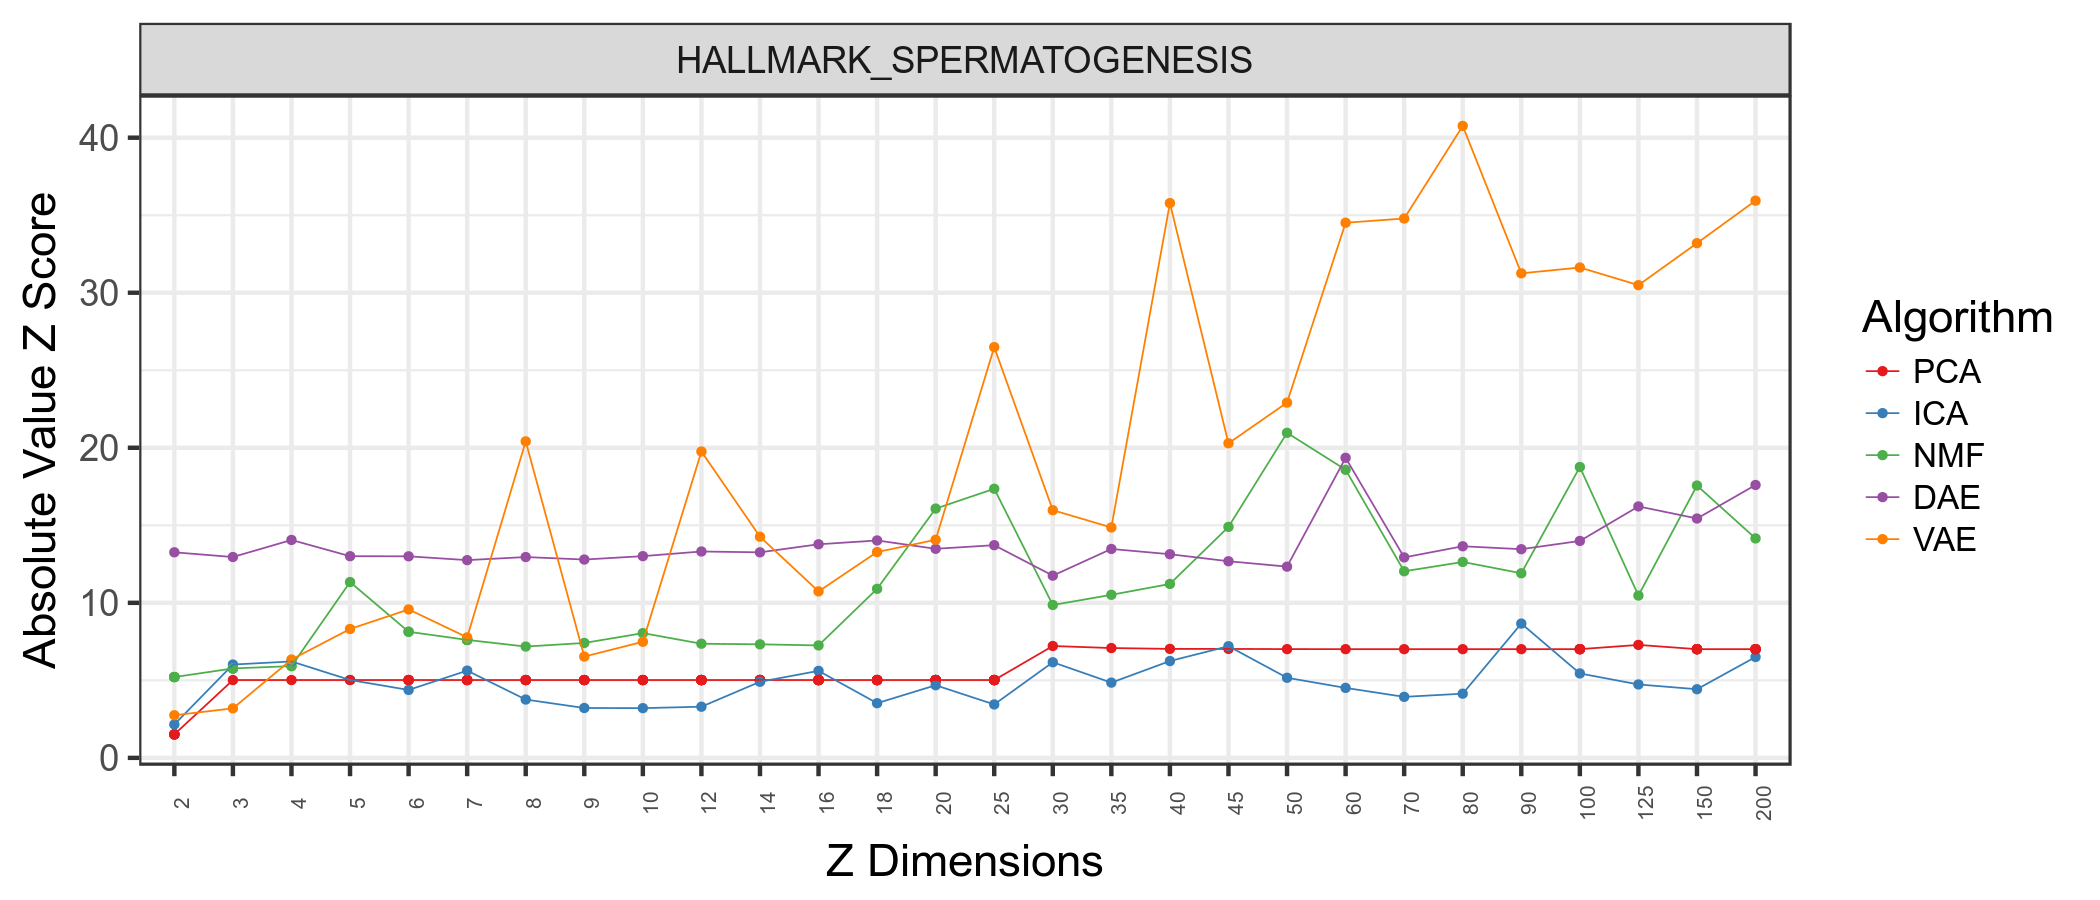 HALLMARK_SPERMATOGENESIS
Absolute Value Z Score
40
30
20
10
0
2 3 4 5 6 7 8 9 10 12 14 16 18 20 25 30 35 40 45 50 60 70 80 90 100 125 150 200
Z Dimensions
Algorithm
PCA
ICA
NMF
DAE
VAE